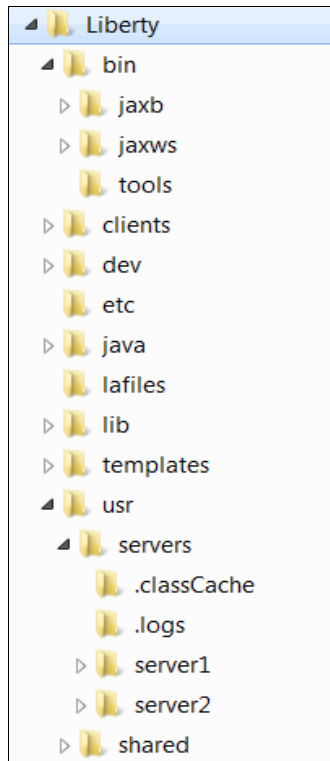 Liberty
bin
jaxb
jaxws
tools
clients
dev
etc
java
lafiles
lib
templates
usr
servers
.classCache
.logs
server1
server2
shared